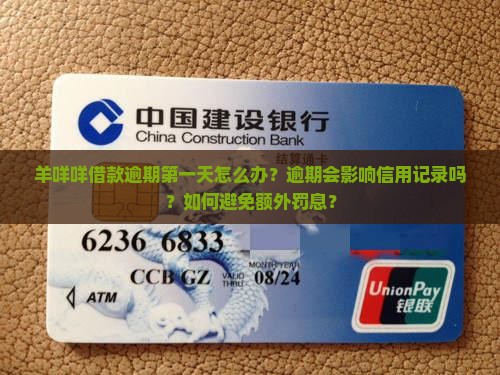 中国建设银行
China Construction Bank
结算通卡
羊咩咩借款逾期第一天怎么办？逾期会影响信用记录吗
？如何避免额外罚息？
6236 6833
MONTH/YEAR
CCB GZ VALID THRU 08/24
ATM
UnionPay
银联